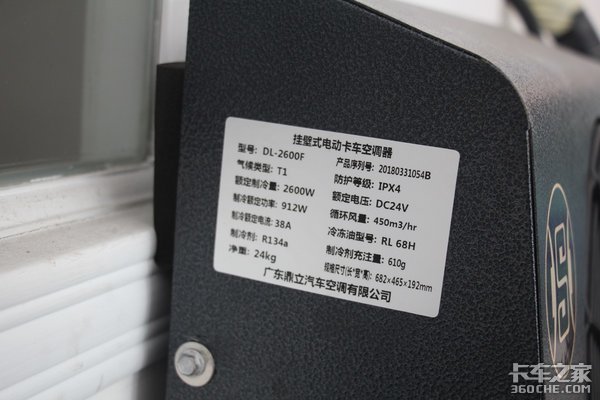 挂壁式电动卡车空调器
型号: DL-2600F 产品序列号: 20180331054B
气候类型: T1 防护等级: IPX4
额定制冷量: 2600W 额定电压: DC24V
制冷额定功率: 912W 循环风量: 450m3/hr
制冷额定电流: 38A 冷冻油型号: RL 68H
制冷剂: R134a 制冷剂充注量: 610g
净重: 24kg 规格尺寸(长*宽*高): 682×465×192mm
广东鼎立汽车空调有限公司
卡车之家
360che.com